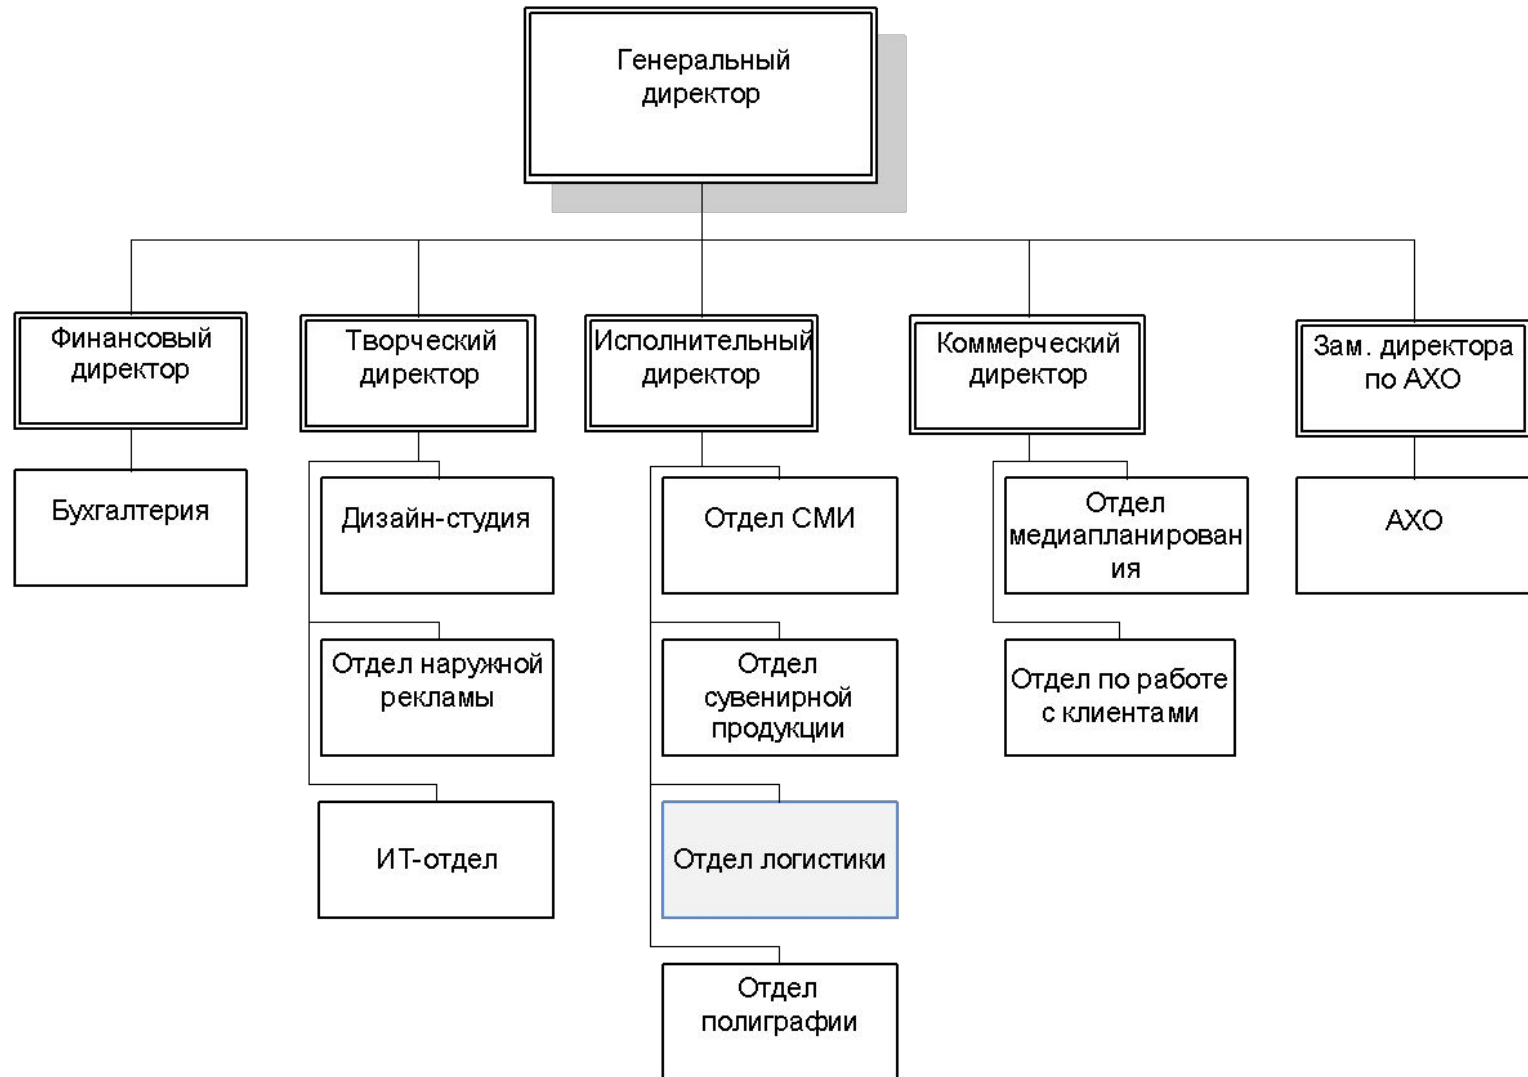 Генеральный
директор
Финансовый
директор
Творческий
директор
Исполнительный
директор
Коммерческий
директор
Зам. директора
по АХО
Бухгалтерия
Дизайн-студия
Отдел СМИ
Отдел
медиапланирован
ия
АХО
Отдел наружной
рекламы
Отдел
сувенирной
продукции
Отдел по работе
с клиентами
ИТ-отдел
Отдел логистики
Отдел
полиграфии